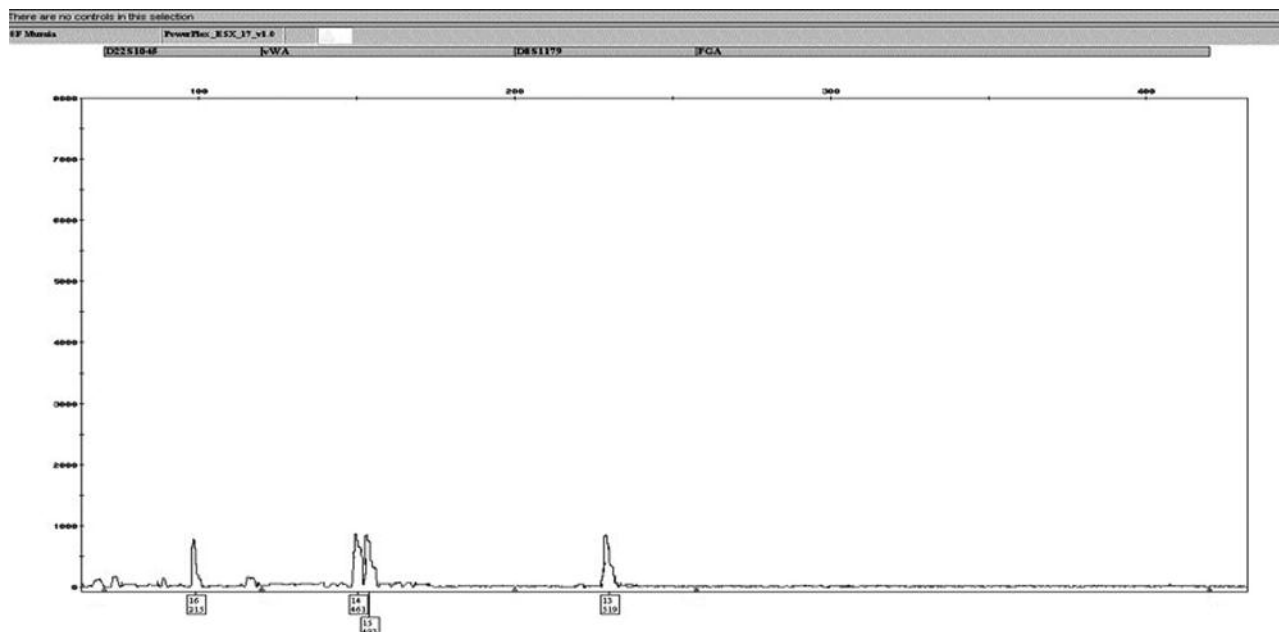 There are no controls in this selection
PowerPlex_ESX_17_v1.0
D22S1045 vWA D8S1179 FGA
100 200 300 400
8000
7000
6000
5000
4000
3000
2000
1000
0
16 14 13
215 461 519
15